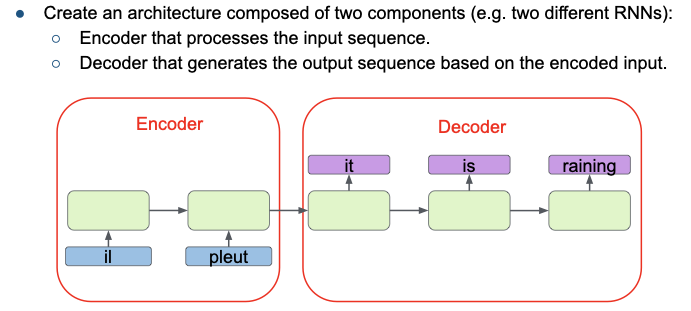 ● Create an architecture composed of two components (e.g. two different RNNs):
○ Encoder that processes the input sequence.
○ Decoder that generates the output sequence based on the encoded input.
Encoder
Decoder
it
is
raining
il
pleut